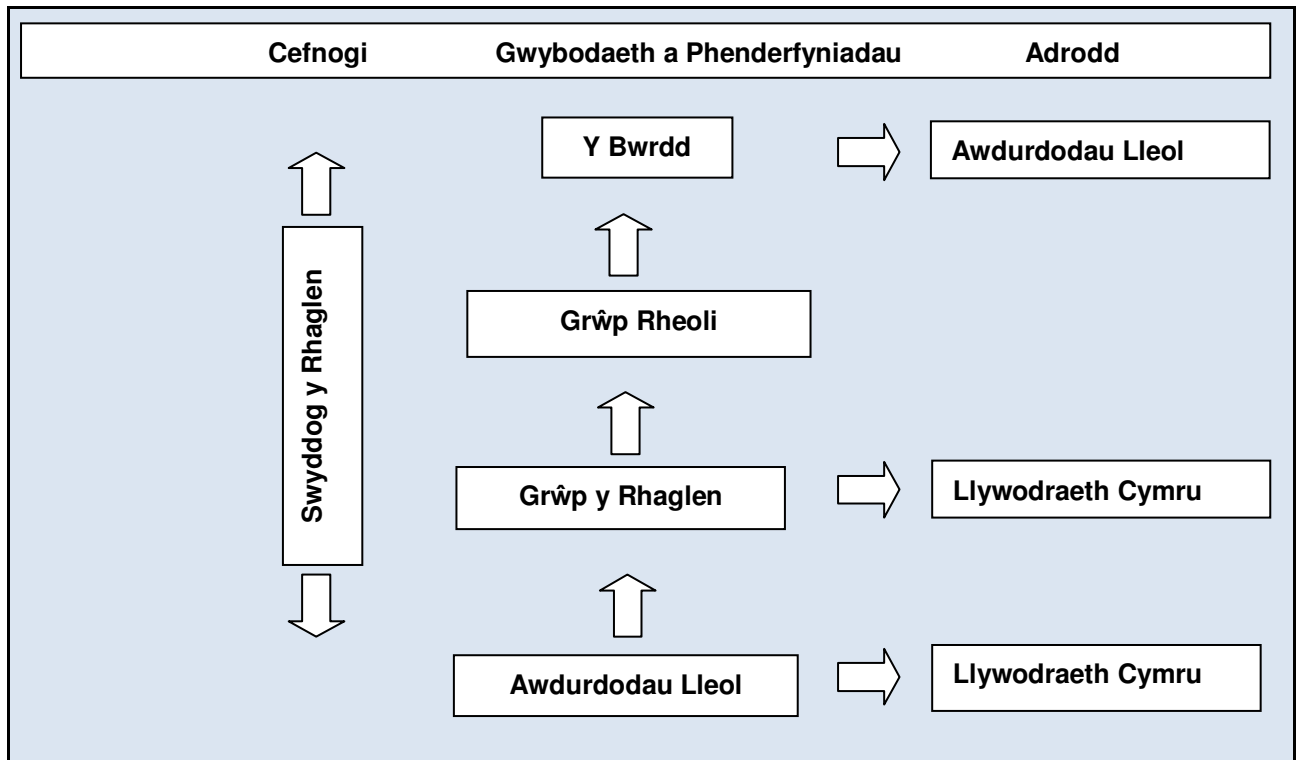 Cefnogi Gwybodaeth a Phenderfyniadau Adrodd
Y Bwrdd
Awdurdodau Lleol
Swyddog y Rhaglen
Grŵp Rheoli
Grŵp y Rhaglen
Llywodraeth Cymru
Awdurdodau Lleol
Llywodraeth Cymru